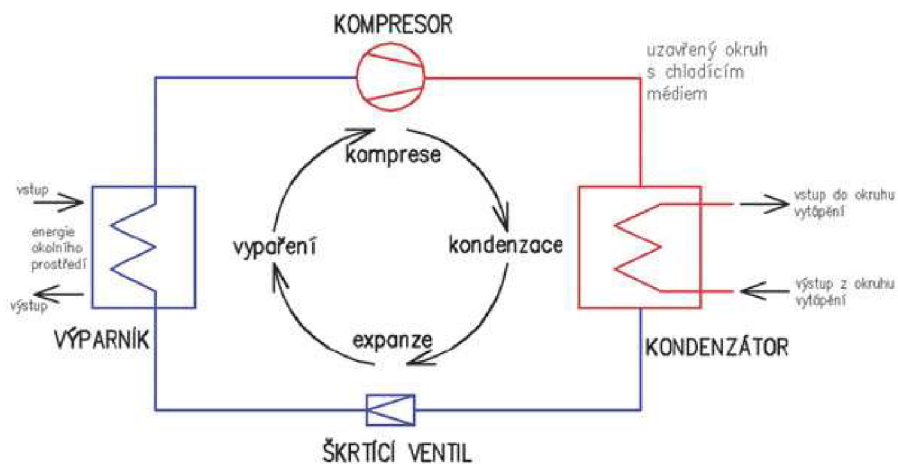 KOMPRESOR
uzavřený okruh
s chladícím
médiem
komprese
vstup
energie
okolního
prostředí
výstup
VÝPARNÍK
vypaření
kondenzace
vstup do okruhu
vytápění
výstup z okruhu
vytápění
KONDENZÁTOR
expanze
ŠKRTÍCÍ VENTIL